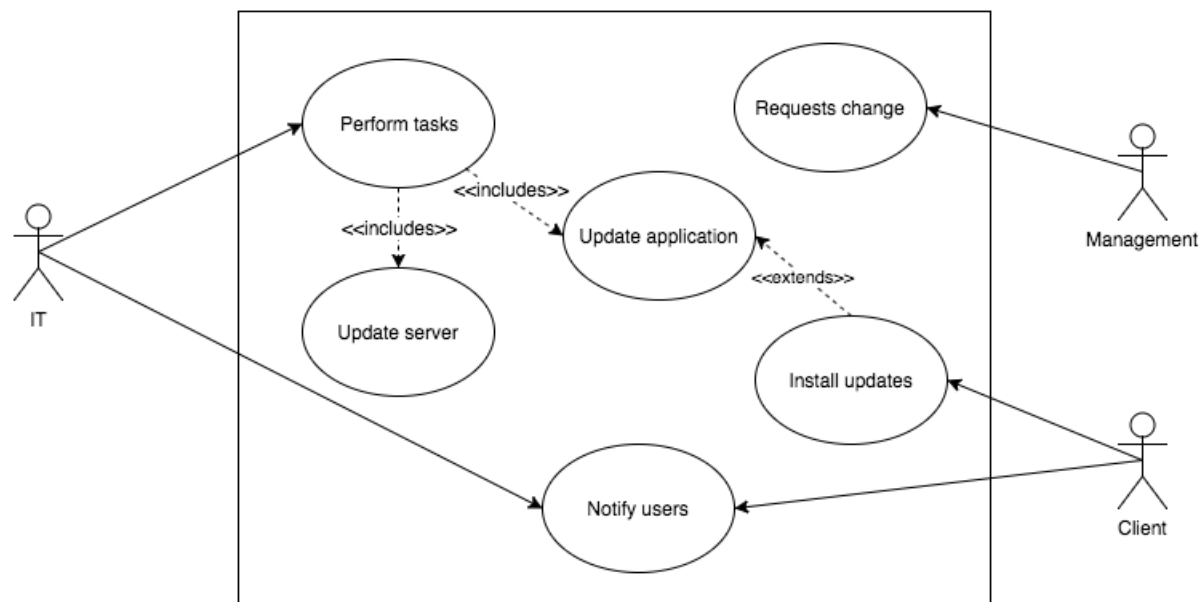 Perform tasks
Requests change
<<includes>>
<<includes>>
Update application
Management
<<extends>>
IT
Update server
Install updates
Notify users
Client